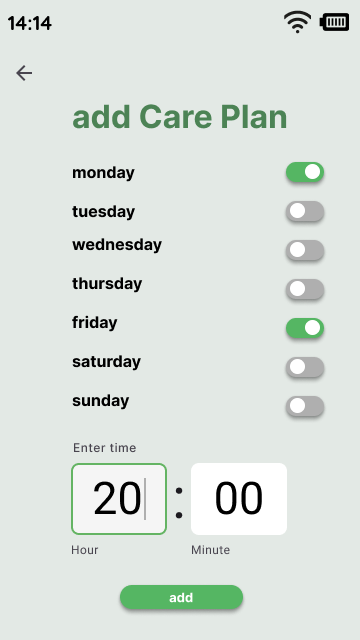 14:14
add Care Plan
monday
tuesday
wednesday
thursday
friday
saturday
sunday
Enter time
20 : 00
Hour Minute
add